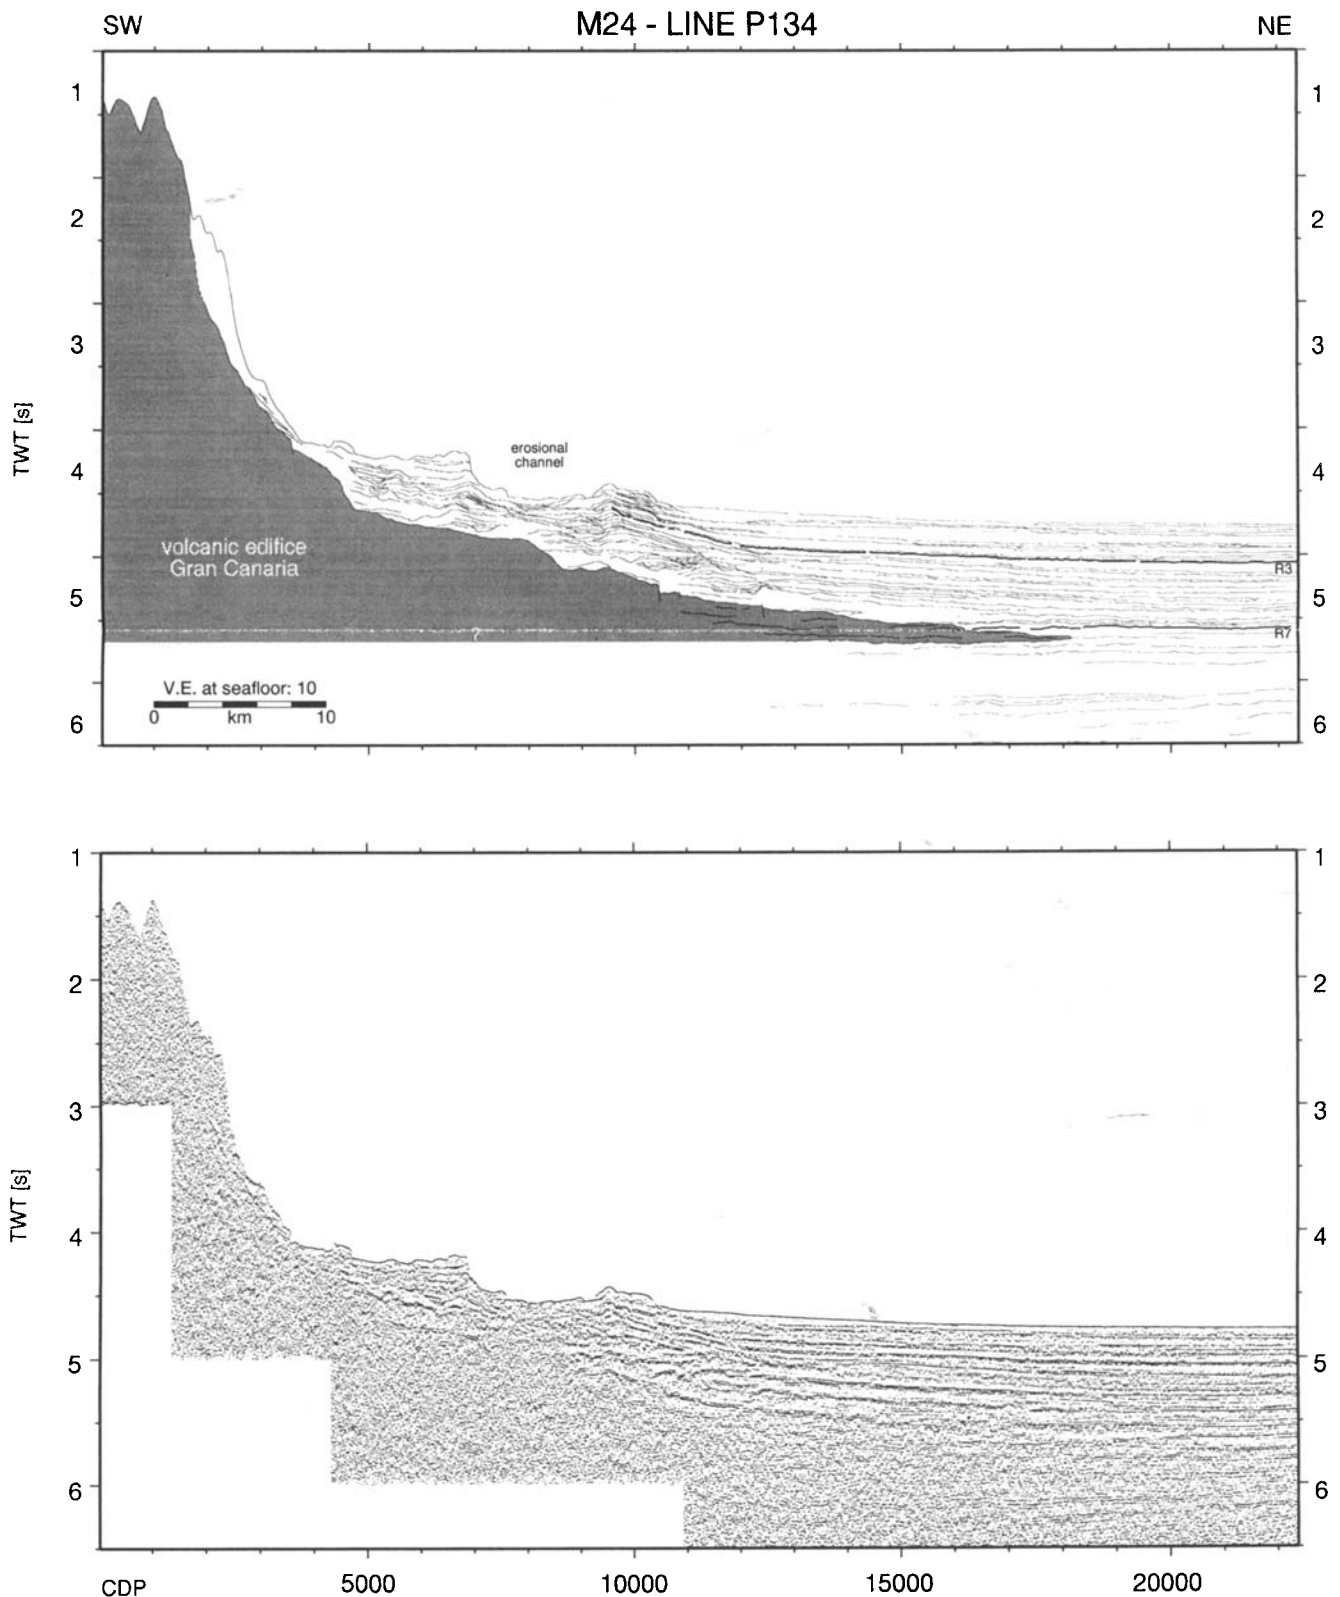 SW M24 - LINE P134 NE
1 1
2 2
3 3
TWT [s]
erosional
channel
4 4
volcanic edifice
Gran Canaria
R3
5 5
?
R7
V.E. at seafloor: 10
0 km 10
6 6
1 1
2 2
3 3
TWT [s]
4 4
5 5
6 6
CDP 5000 10000 15000 20000